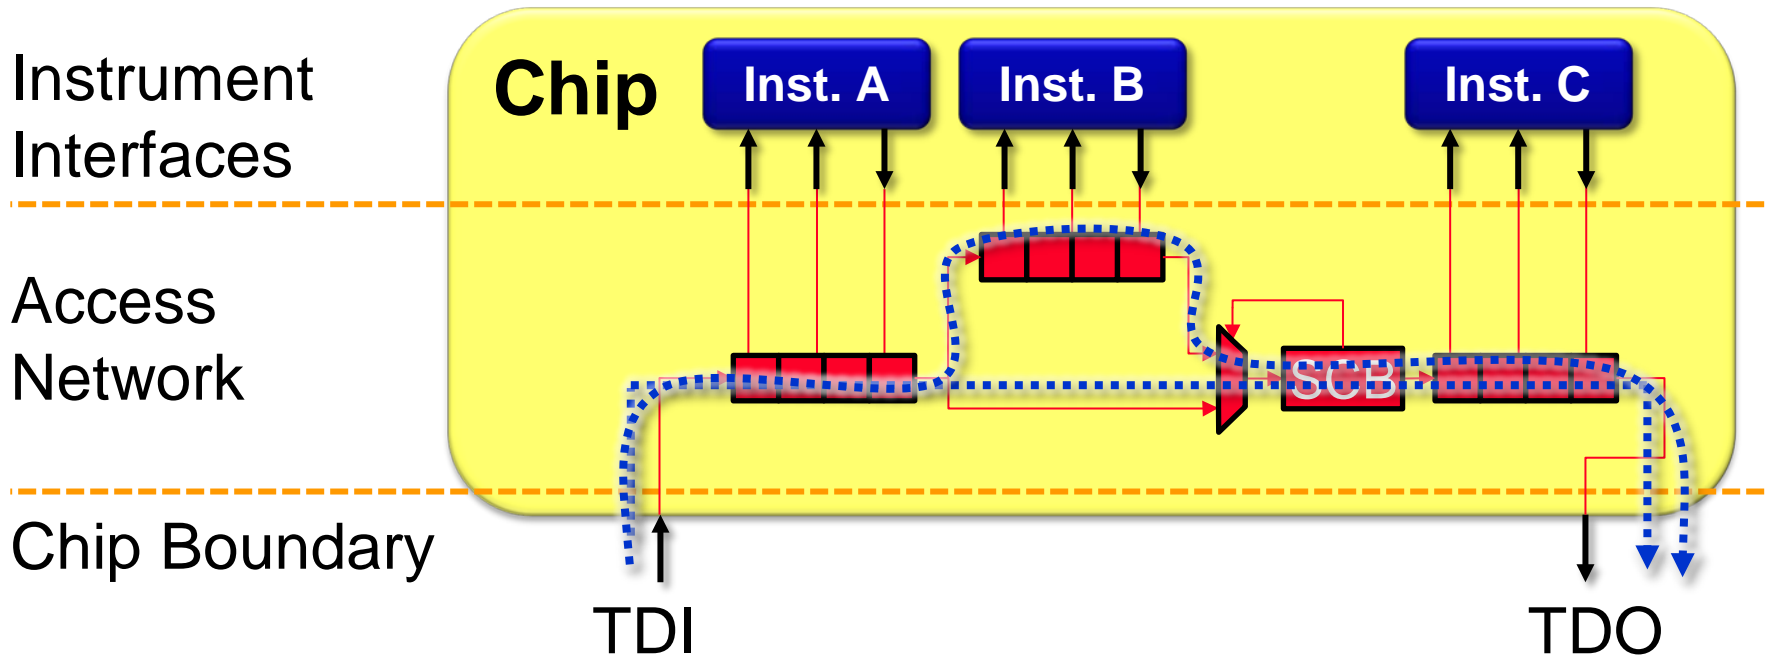 Instrument
Interfaces
Chip
Inst. A
Inst. B
Inst. C
Access
Network
SCB
Chip Boundary
TDI
TDO